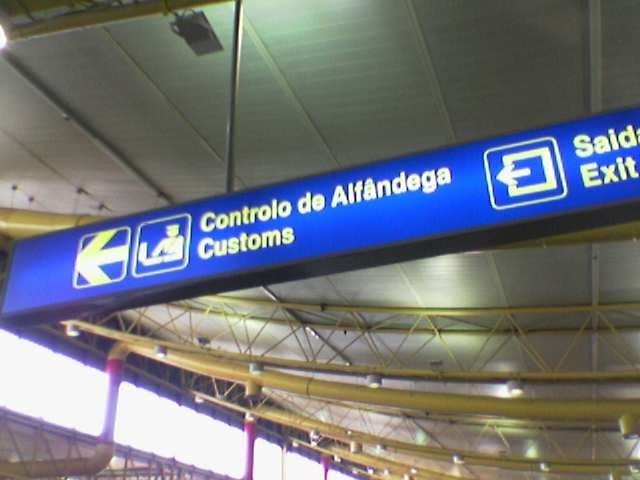 Controlo de Alfândega
Customs
Saída
Exit